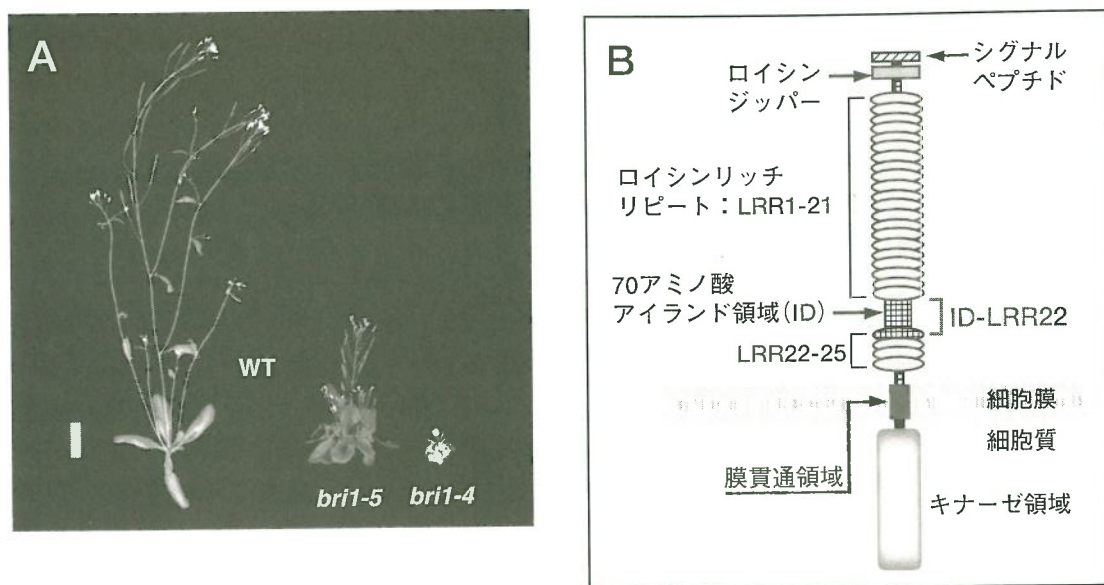 A
WT
bri1-5
bri1-4
B
シグナル
ペプチド
ロイシン
ジッパー
ロイシンリッチ
リピート：LRR1-21
70アミノ酸
アイランド領域(ID)
ID-LRR22
LRR22-25
細胞膜
細胞質
膜貫通領域
キナーゼ領域